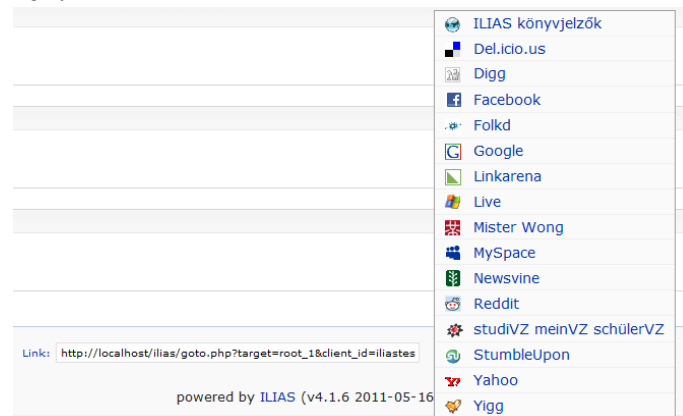 ILIAS könyvjelzők
Del.icio.us
Digg
Facebook
Folkd
Google
Linkarena
Live
Mister Wong
MySpace
Newsvine
Reddit
studiVZ meinVZ schülerVZ
StumbleUpon
Yahoo
Yigg
Link: http://localhost/ilias/goto.php?target=root_1&client_id=iliastes
powered by ILIAS (v4.1.6 2011-05-16